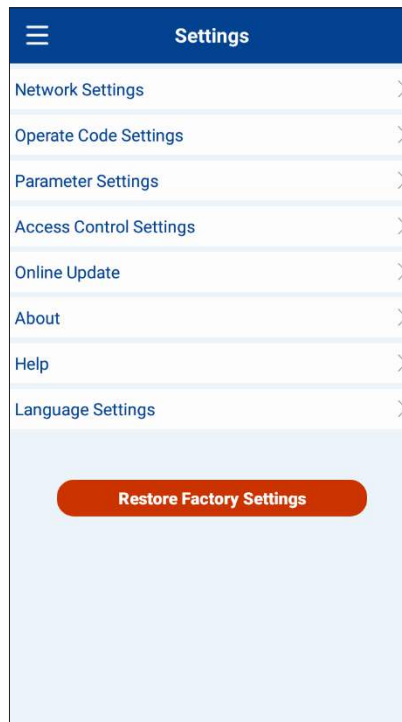 Settings
Network Settings
Operate Code Settings
Parameter Settings
Access Control Settings
Online Update
About
Help
Language Settings
Restore Factory Settings